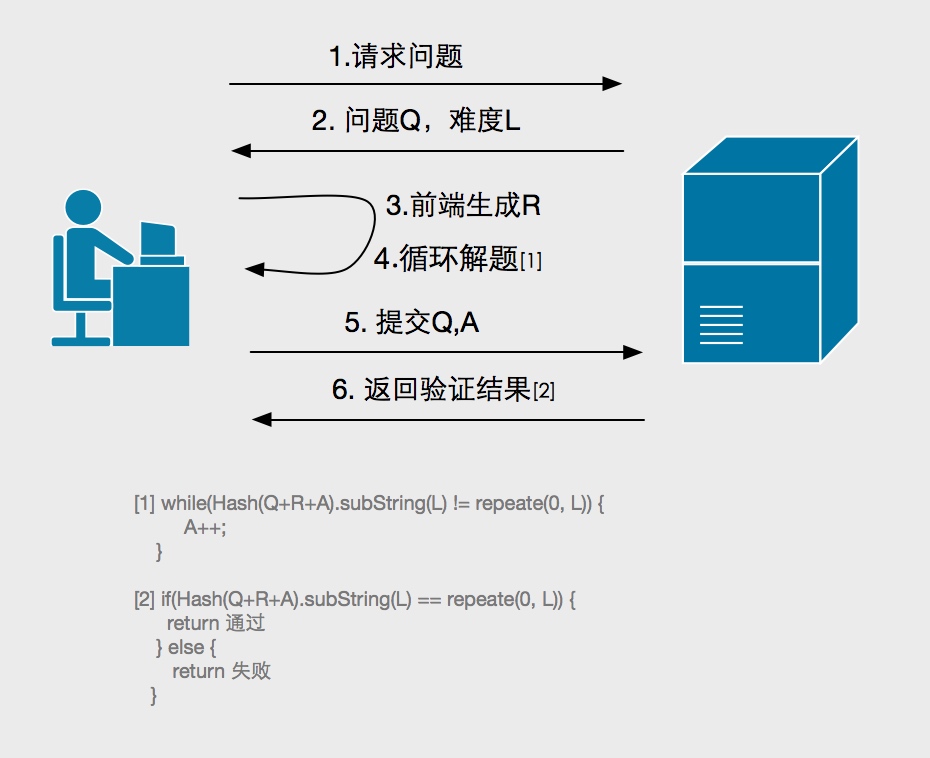 1.请求问题
2. 问题Q，难度L
3.前端生成R
4.循环解题[1]
5. 提交Q,A
6. 返回验证结果[2]
[1] while(Hash(Q+R+A).subString(L) != repeate(0, L)) {
A++;
}
[2] if(Hash(Q+R+A).subString(L) == repeate(0, L)) {
return 通过
} else {
return 失败
}